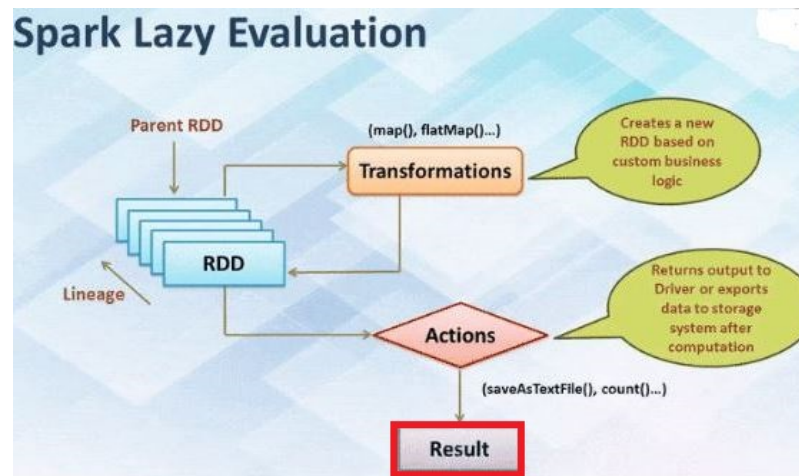 Spark Lazy Evaluation
Parent RDD
(map(), flatMap()...)
Transformations
Creates a new
RDD based on
custom business
logic
RDD
Lineage
Returns output to
Driver or exports
data to storage
system after
computation
Actions
(saveAsTextFile(), count()...)
Result